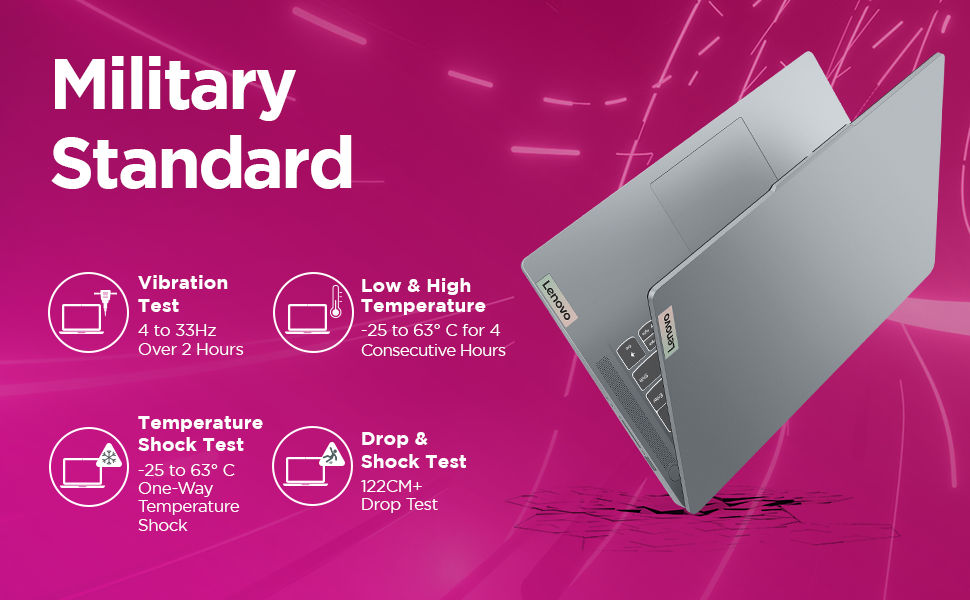 Military
Standard
Vibration
Test
4 to 33Hz
Over 2 Hours
Low & High
Temperature
-25 to 63° C for 4
Consecutive Hours
Temperature
Shock Test
-25 to 63° C
One-Way
Temperature
Shock
Drop &
Shock Test
122CM+
Drop Test
Lenovo
Lenovo